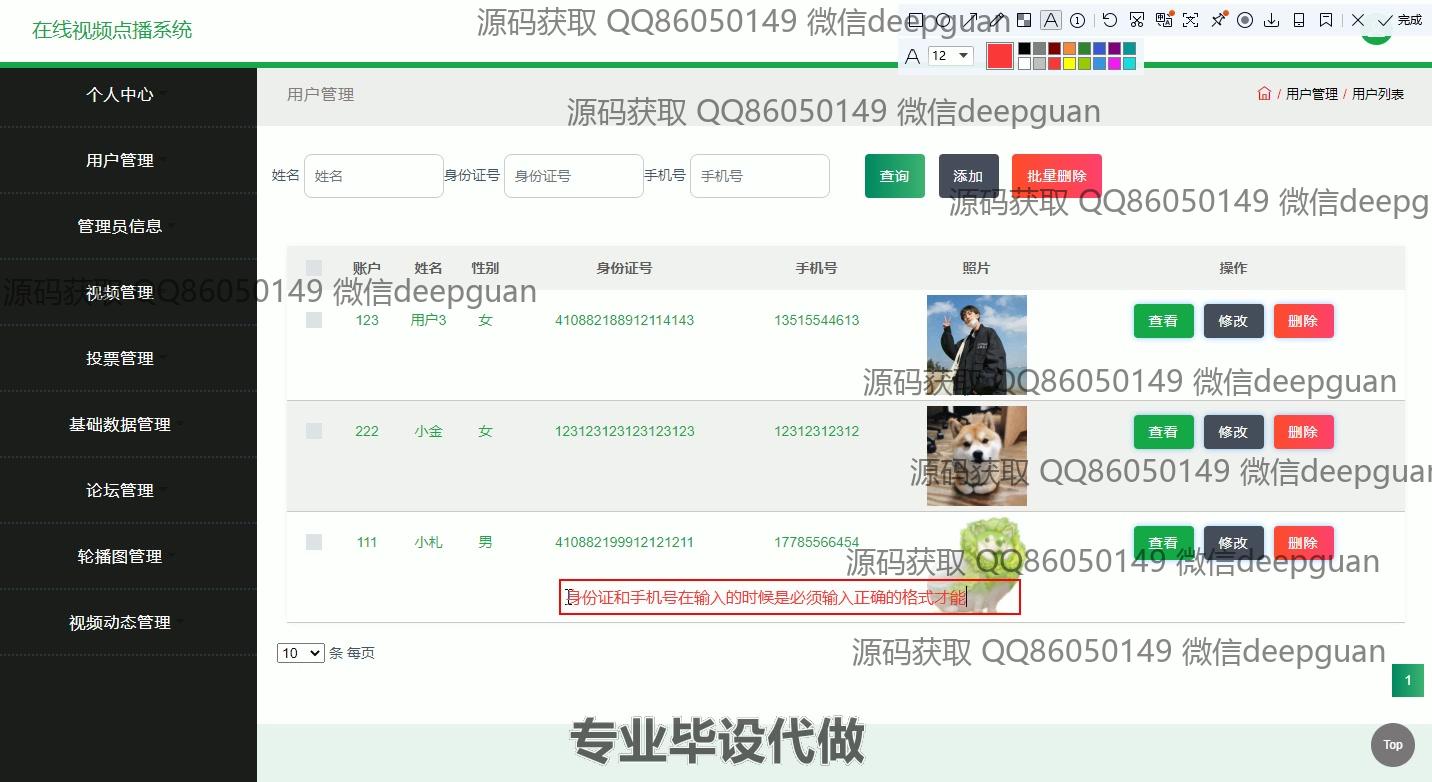 在线视频点播系统
源码获取 QQ86050149 微信deepguan
12
完成
个人中心
用户管理
管理员信息
视频管理
投票管理
基础数据管理
论坛管理
轮播图管理
视频动态管理
用户管理
/ 用户管理 / 用户列表
源码获取 QQ86050149 微信deepguan
姓名 姓名 身份证号 身份证号 手机号 手机号 查询 添加 批量删除
源码获取 QQ86050149 微信deepg
账户 姓名 性别 身份证号 手机号 照片 操作
源码获取 QQ86050149 微信deepguan
123 用户3 女 410882188912114143 13515544613 查看 修改 删除
源码获取 QQ86050149 微信deepguan
222 小金 女 123123123123123123 12312312312 查看 修改 删除
源码获取 QQ86050149 微信deepguan
111 小札 男 410882199912121211 17785566454 查看 修改 删除
源码获取 QQ86050149 微信deepguan
身份证和手机号在输入的时候是必须输入正确的格式才能
10 条 每页
源码获取 QQ86050149 微信deepguan
1
专业毕设代做
Top